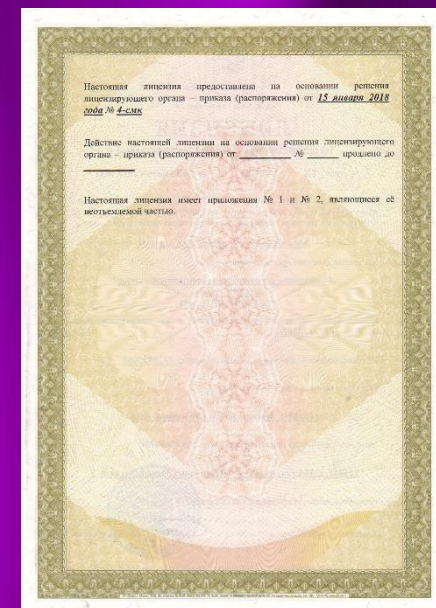 Настоящая лицензия предоставлена на основании решения
лицензирующего органа – приказа (распоряжения) от 15 января 2018
года № 4-смк
Действие настоящей лицензии на основании решения лицензирующего
органа – приказа (распоряжения) от __________ № ______ продлено до
__________
Настоящая лицензия имеет приложения № 1 и № 2, являющиеся её
неотъемлемой частью.